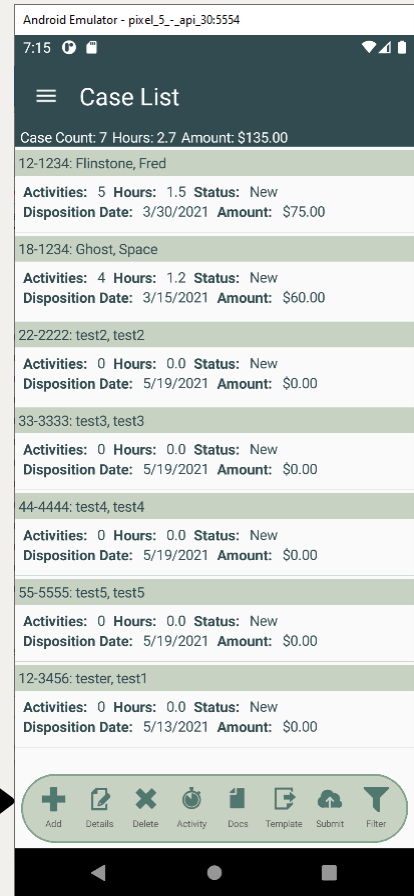 Android Emulator - pixel_5_-_api_30:5554
7:15
Case List
Case Count: 7 Hours: 2.7 Amount: $135.00
12-1234: Flinstone, Fred
Activities: 5 Hours: 1.5 Status: New
Disposition Date: 3/30/2021 Amount: $75.00
18-1234: Ghost, Space
Activities: 4 Hours: 1.2 Status: New
Disposition Date: 3/15/2021 Amount: $60.00
22-2222: test2, test2
Activities: 0 Hours: 0.0 Status: New
Disposition Date: 5/19/2021 Amount: $0.00
33-3333: test3, test3
Activities: 0 Hours: 0.0 Status: New
Disposition Date: 5/19/2021 Amount: $0.00
44-4444: test4, test4
Activities: 0 Hours: 0.0 Status: New
Disposition Date: 5/19/2021 Amount: $0.00
55-5555: test5, test5
Activities: 0 Hours: 0.0 Status: New
Disposition Date: 5/19/2021 Amount: $0.00
12-3456: tester, test1
Activities: 0 Hours: 0.0 Status: New
Disposition Date: 5/13/2021 Amount: $0.00
Add Details Delete Activity Docs Template Submit Filter